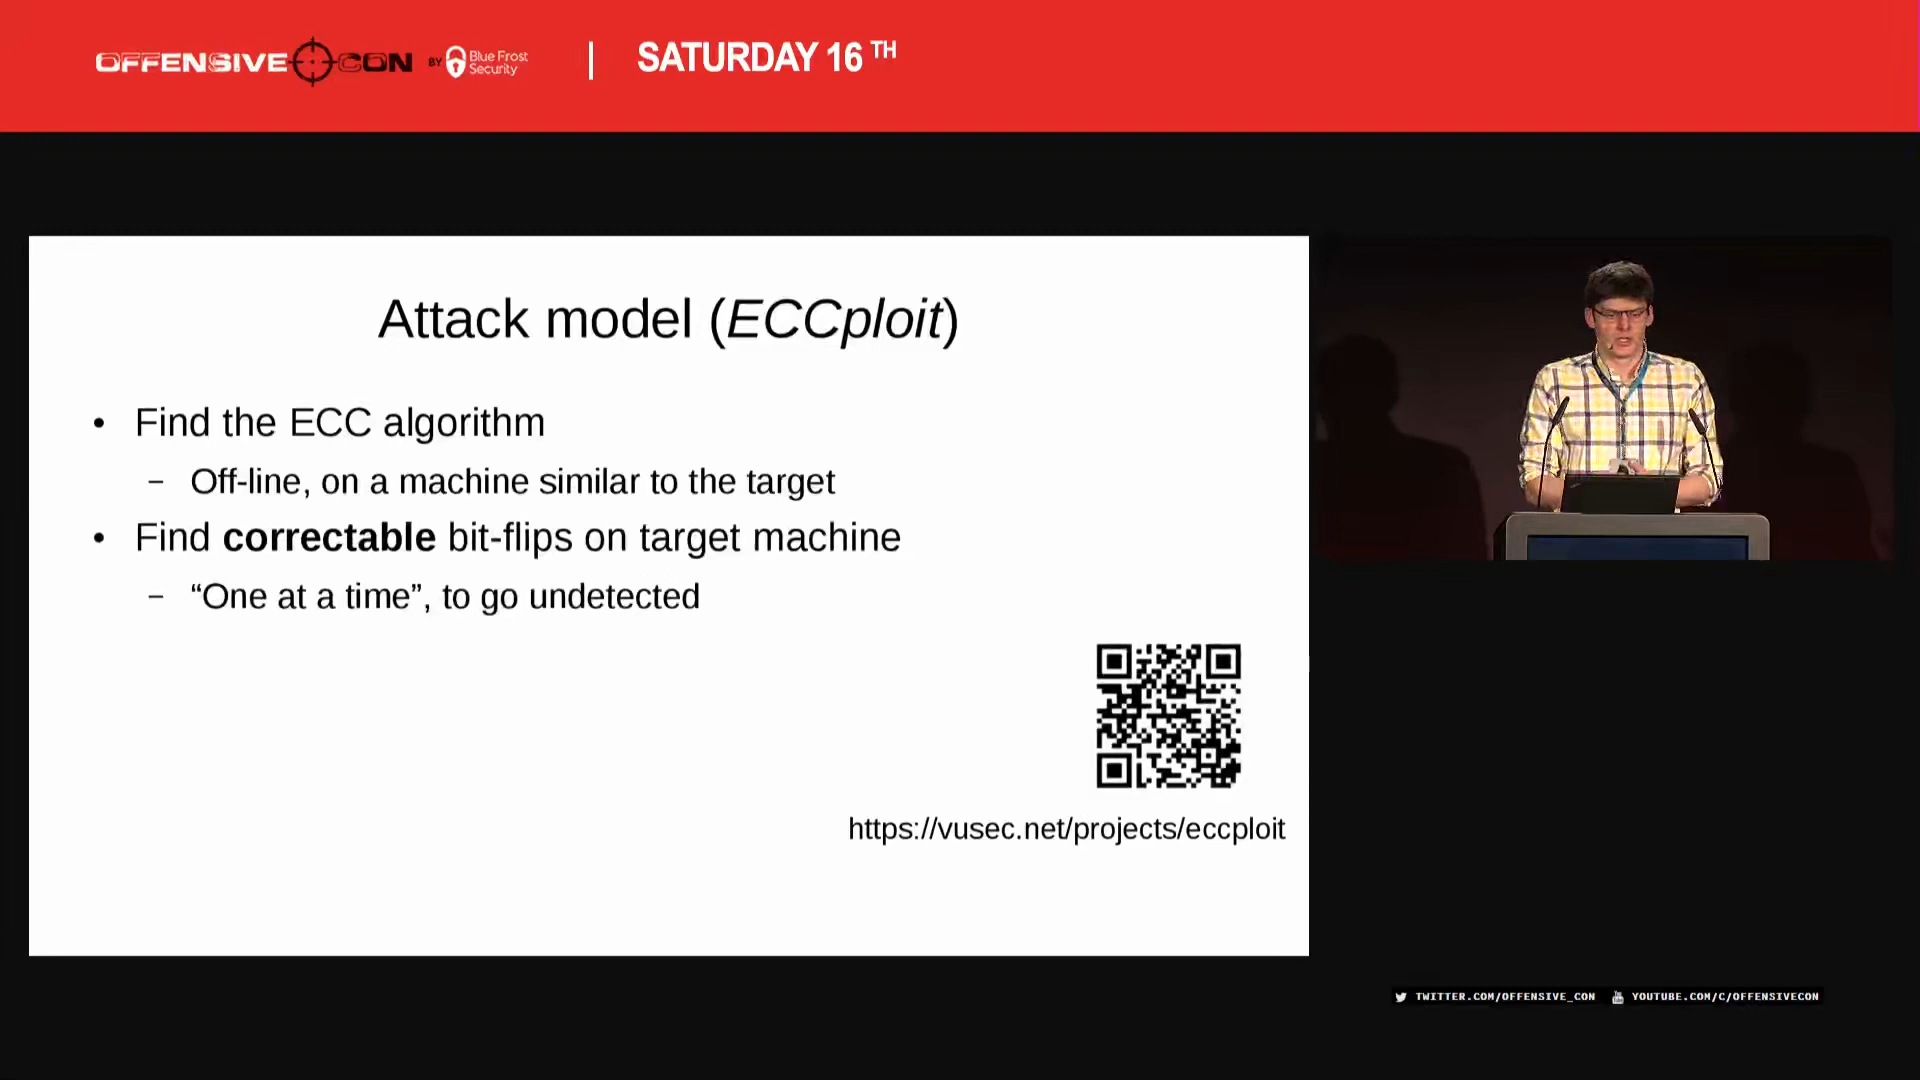 OFFENSIVE CON BY Blue Frost Security | SATURDAY 16 TH
Attack model (ECCploit)
• Find the ECC algorithm
– Off-line, on a machine similar to the target
• Find correctable bit-flips on target machine
– “One at a time”, to go undetected
https://vusec.net/projects/eccploit
TWITTER.COM/OFFENSIVE_CON YOUTUBE.COM/C/OFFENSIVECON